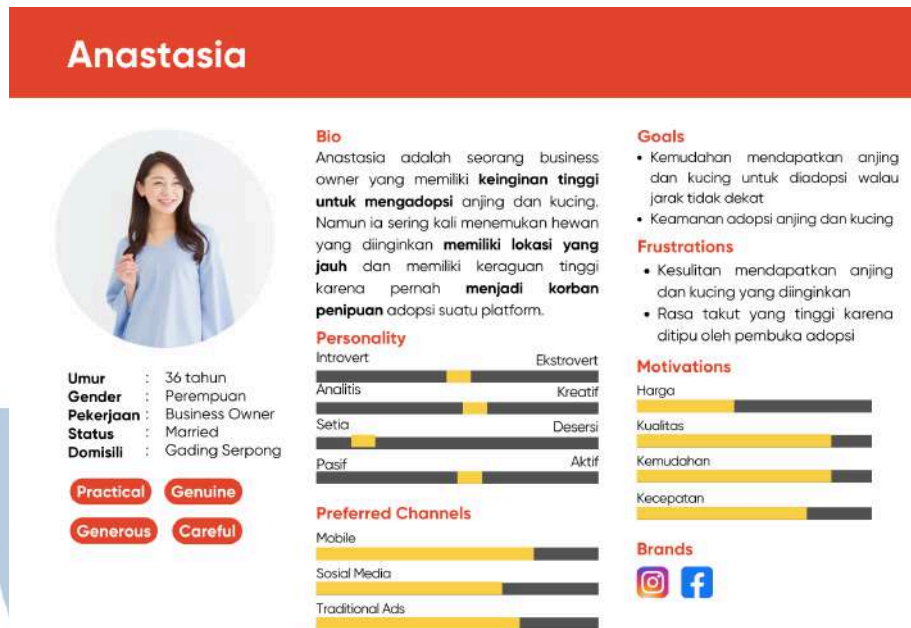 Anastasia
Umur : 36 tahun
Gender : Perempuan
Pekerjaan : Business Owner
Status : Married
Domisili : Gading Serpong
Practical
Genuine
Generous
Careful
Bio
Anastasia adalah seorang business
owner yang memiliki keinginan tinggi
untuk mengadopsi anjing dan kucing.
Namun ia sering kali menemukan hewan
yang diinginkan memiliki lokasi yang
jauh dan memiliki keraguan tinggi
karena pernah menjadi korban
penipuan adopsi suatu platform.
Personality
Introvert Ekstrovert
Analitis Kreatif
Setia Desersi
Pasif Aktif
Preferred Channels
Mobile
Sosial Media
Traditional Ads
Goals
• Kemudahan mendapatkan anjing
dan kucing untuk diadopsi walau
jarak tidak dekat
• Keamanan adopsi anjing dan kucing
Frustrations
• Kesulitan mendapatkan anjing
dan kucing yang diinginkan
• Rasa takut yang tinggi karena
ditipu oleh pembuka adopsi
Motivations
Harga
Kualitas
Kemudahan
Kecepatan
Brands